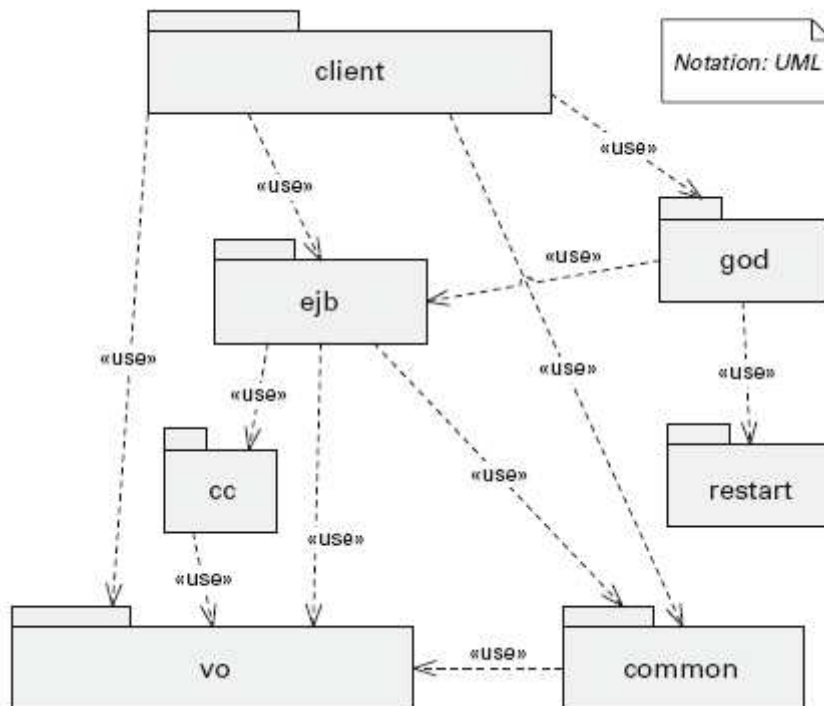 client
Notation: UML
«use»
«use»
god
«use»
ejb
«use»
«use»
«use»
«use»
«use»
cc
«use»
restart
«use»
«use»
vo
«use»
common